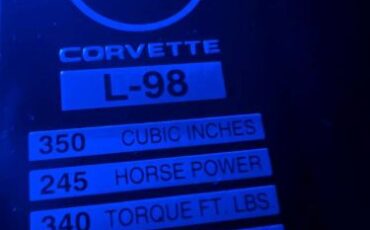 CORVETTE
L-98
350 CUBIC INCHES
245 HORSE POWER
340 TORQUE FT. LBS